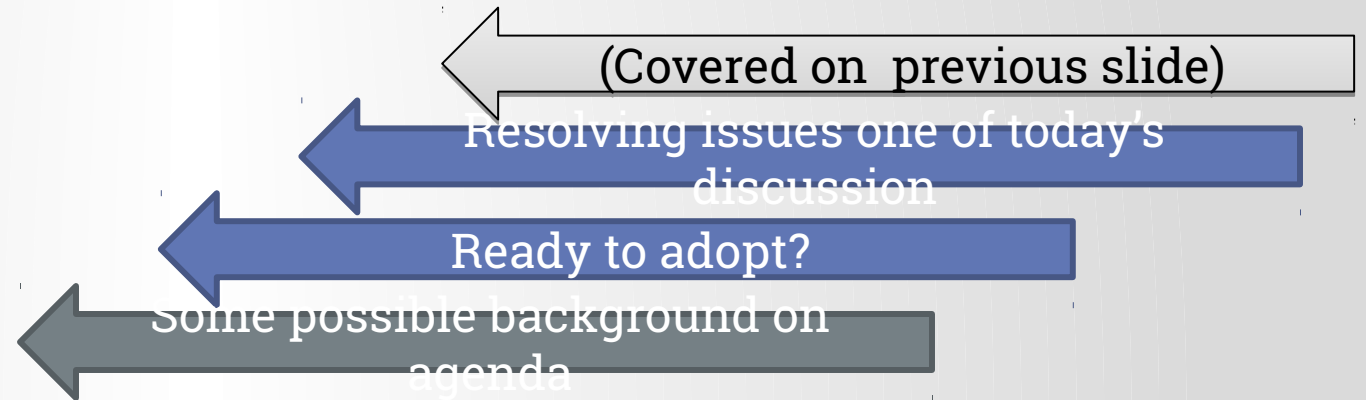 (Covered on  previous slide)
Resolving issues one of today’s
discussion
Ready to adopt?
Some possible background on
agenda